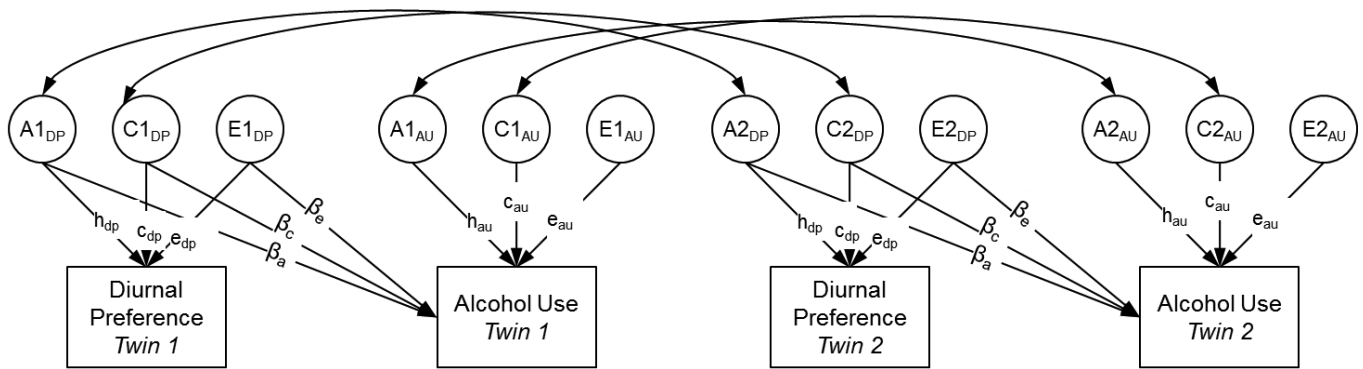 A1DP
C1DP
E1DP
A1AU
C1AU
E1AU
A2DP
C2DP
E2DP
A2AU
C2AU
E2AU
hdp
cdp
edp
βa
βc
βe
hau
cau
eau
hdp
cdp
edp
βa
βc
βe
hau
cau
eau
Diurnal
Preference
Twin 1
Alcohol Use
Twin 1
Diurnal
Preference
Twin 2
Alcohol Use
Twin 2